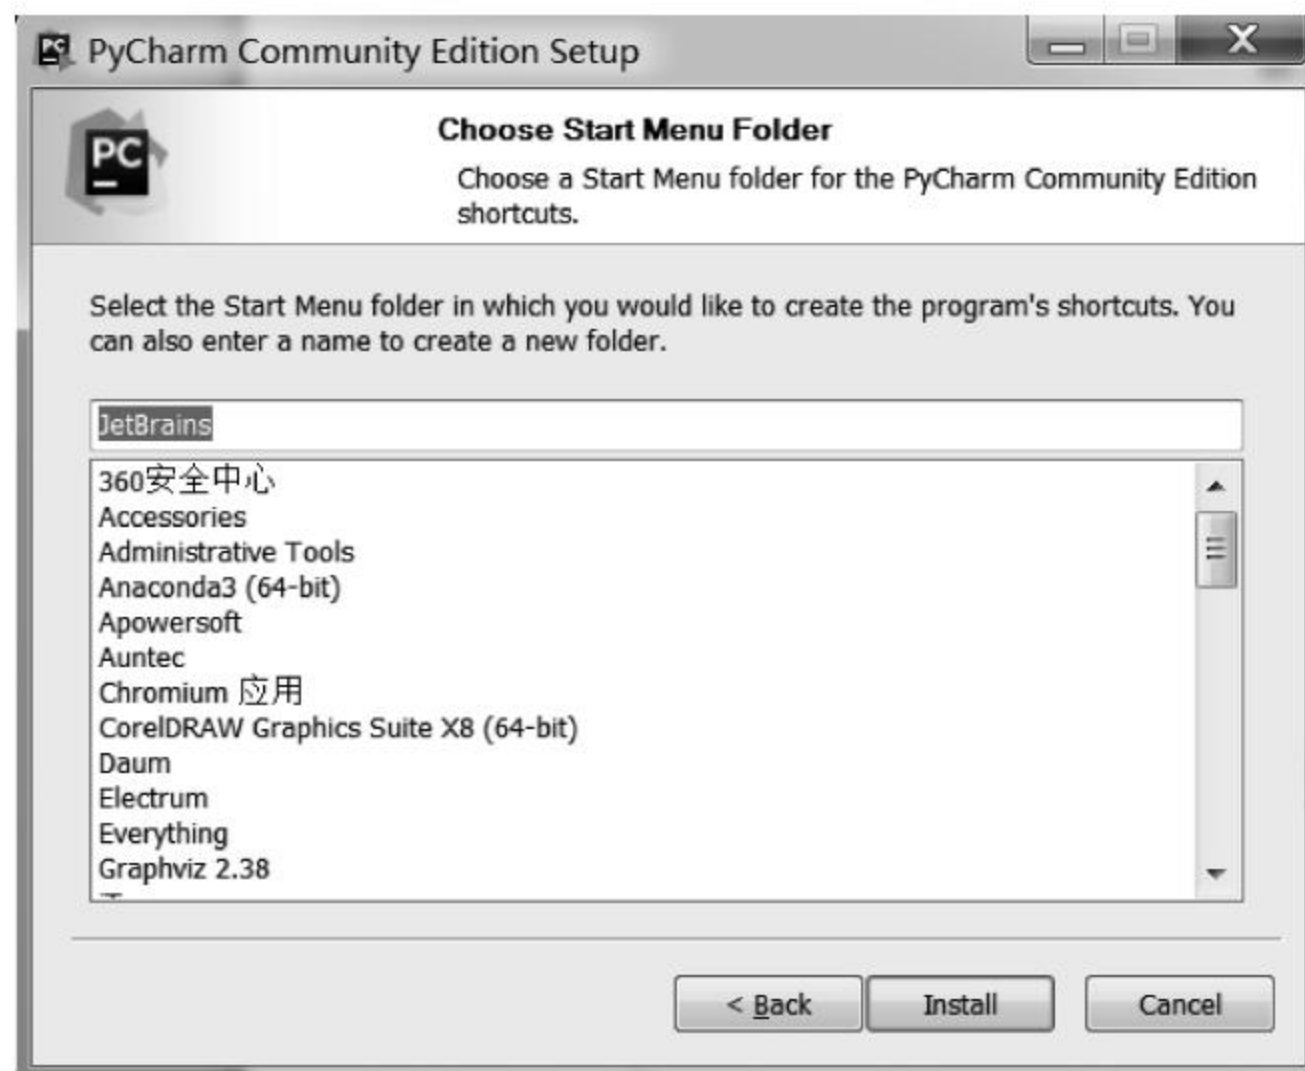 PyCharm Community Edition Setup
PC
Choose Start Menu Folder
PC
Choose a Start Menu folder for the PyCharm Community Edition
shortcuts.
Select the Start Menu folder in which you would like to create the program's shortcuts. You
can also enter a name to create a new folder.
JetBrains
360安全中心
Accessories
Administrative Tools
Anaconda3 (64-bit)
Apowersoft
Auntec
Chromium 应用
CorelDRAW Graphics Suite X8 (64-bit)
Daum
Electrum
Everything
Graphviz 2.38
< Back
Install
Cancel